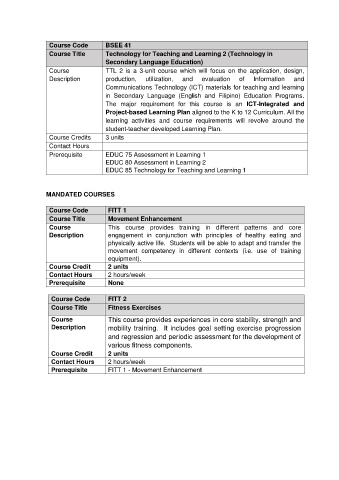 Course Code BSEE 41
Course Title Technology for Teaching and Learning 2 (Technology in
Secondary Language Education)
Course TTL 2 is a 3-unit course which will focus on the application, design,
Description production, utilization, and evaluation of Information and
Communications Technology (ICT) materials for teaching and learning
in Secondary Language (English and Filipino) Education Programs.
The major requirement for this course is an ICT-Integrated and
Project-based Learning Plan aligned to the K to 12 Curriculum. All the
learning activities and course requirements will revolve around the
student-teacher developed Learning Plan.
Course Credits 3 units
Contact Hours
Prerequisite EDUC 75 Assessment in Learning 1
EDUC 80 Assessment in Learning 2
EDUC 85 Technology for Teaching and Learning 1
MANDATED COURSES
Course Code FITT 1
Course Title Movement Enhancement
Course This course provides training in different patterns and core
Description engagement in conjunction with principles of healthy eating and
physically active life. Students will be able to adapt and transfer the
movement competency in different contexts (i.e. use of training
equipment).
Course Credit 2 units
Contact Hours 2 hours/week
Prerequisite None
Course Code FITT 2
Course Title Fitness Exercises
Course This course provides experiences in core stability, strength and
Description mobility training. It includes goal setting exercise progression
and regression and periodic assessment for the development of
various fitness components.
Course Credit 2 units
Contact Hours 2 hours/week
Prerequisite FITT 1 - Movement Enhancement